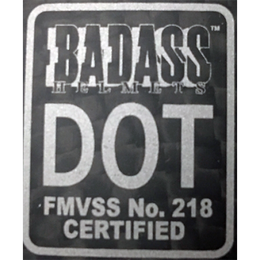 BADASS™
HELMETS
DOT
FMVSS No. 218
CERTIFIED